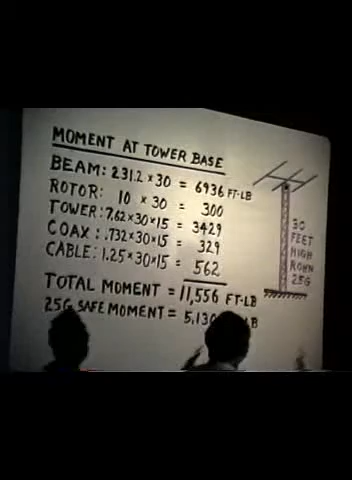 MOMENT AT TOWER BASE
BEAM: 231.2 × 30 = 6936 FT-LB
ROTOR: 10 × 30 = 300
TOWER: 7.62 × 30 × 15 = 3429
COAX: .732 × 30 × 15 = 329
CABLE: 1.25 × 30 × 15 = 562
TOTAL MOMENT = 11,556 FT-LB
25G SAFE MOMENT = 5,130
30
FEET
HIGH
ROHN
25G